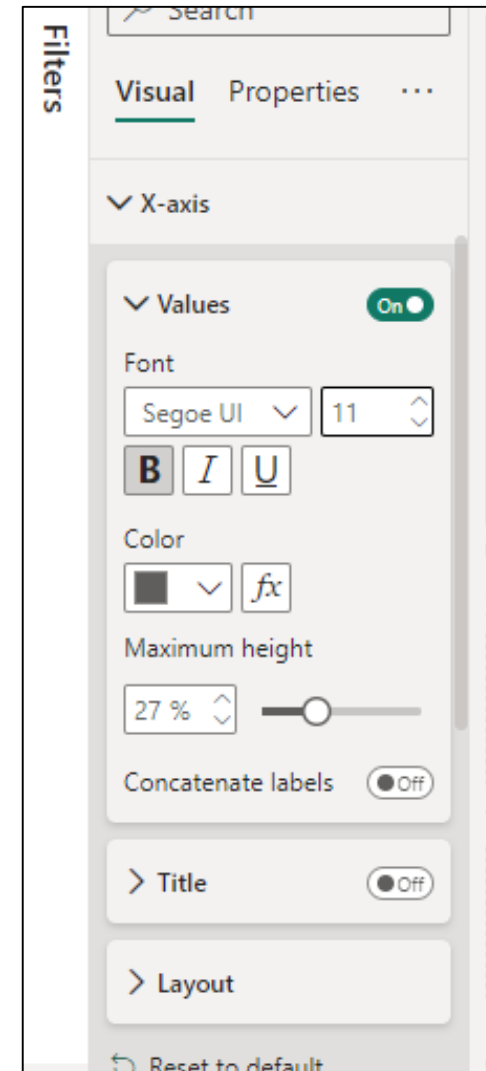 Filters
Search
Visual Properties ...
X-axis
Values On
Font
Segoe UI 11
B I U
Color
fx
Maximum height
27 %
Concatenate labels Off
Title Off
Layout
Reset to default